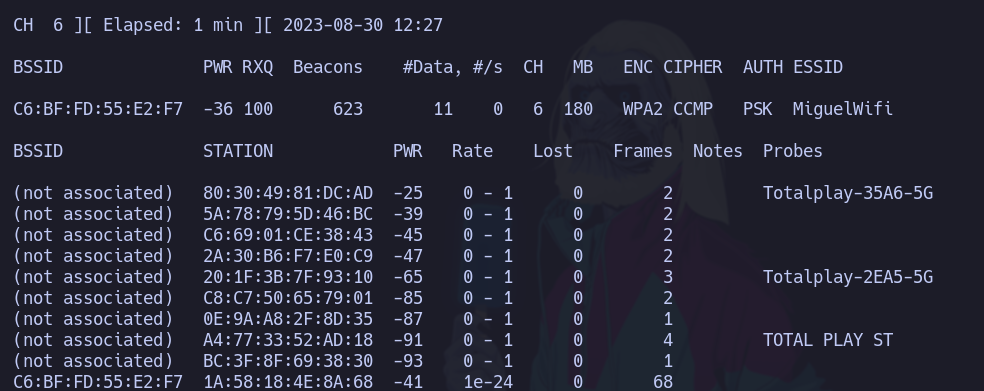 CH  6 ][ Elapsed: 1 min ][ 2023-08-30 12:27
BSSID              PWR RXQ  Beacons    #Data, #/s  CH   MB   ENC CIPHER  AUTH ESSID
C6:BF:FD:55:E2:F7  -36 100      623       11    0   6  180   WPA2 CCMP   PSK  MiguelWifi
BSSID              STATION            PWR   Rate    Lost    Frames  Notes  Probes
(not associated)   80:30:49:81:DC:AD  -25    0 - 1      0        2         Totalplay-35A6-5G
(not associated)   5A:78:79:5D:46:BC  -39    0 - 1      0        2
(not associated)   C6:69:01:CE:38:43  -45    0 - 1      0        2
(not associated)   2A:30:B6:F7:E0:C9  -47    0 - 1      0        2
(not associated)   20:1F:3B:7F:93:10  -65    0 - 1      0        3         Totalplay-2EA5-5G
(not associated)   C8:C7:50:65:79:01  -85    0 - 1      0        2
(not associated)   0E:9A:A8:2F:8D:35  -87    0 - 1      0        1
(not associated)   A4:77:33:52:AD:18  -91    0 - 1      0        4         TOTAL PLAY ST
(not associated)   BC:3F:8F:69:38:30  -93    0 - 1      0        1
C6:BF:FD:55:E2:F7  1A:58:18:4E:8A:68  -41    1e-24      0       68